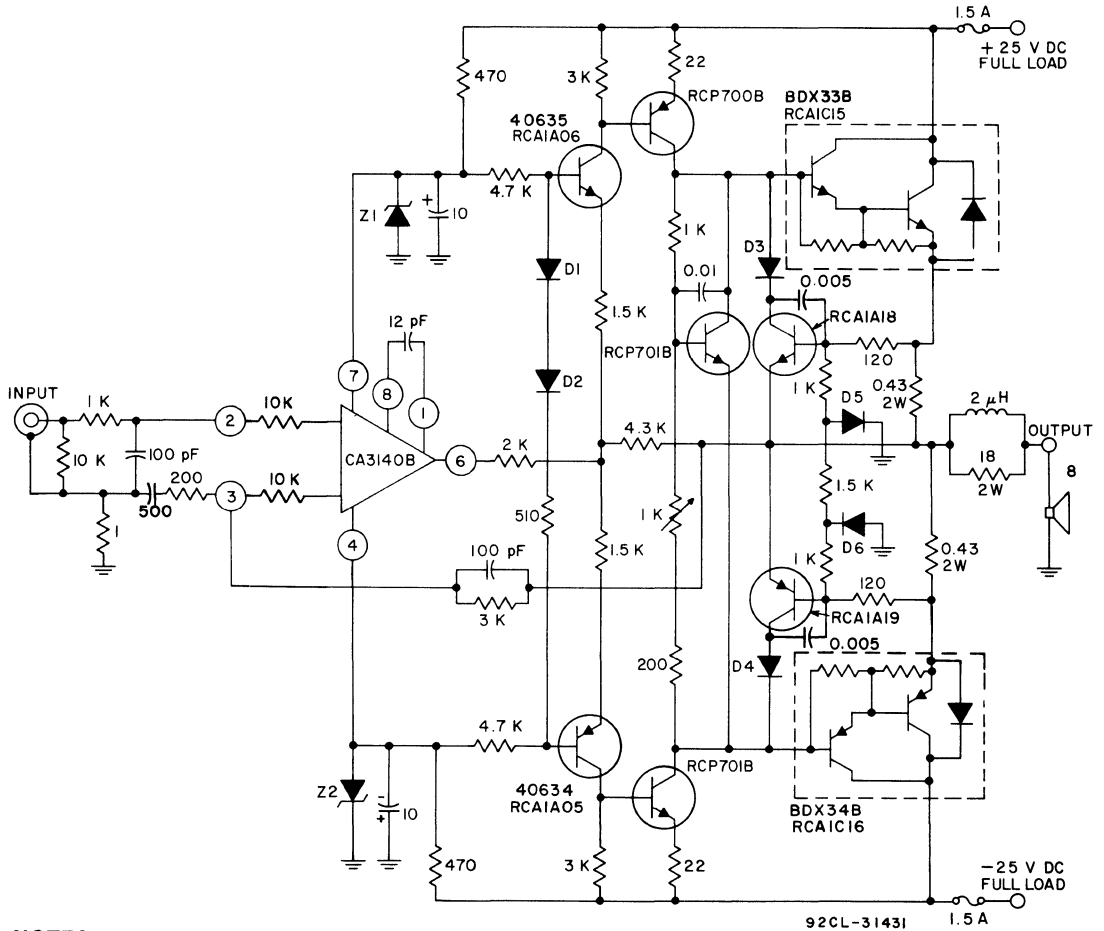 1.5 A
+ 25 V DC
FULL LOAD
470
3 K
22
RCP700B
BDX33B
RCA1C15
40635
RCA1A06
4.7 K
Z1
+
10
1 K
D3
D1
0.01
0.005
1.5 K
RCA1A18
12 pF
RCP701B
120
D2
1 K
0.43
2W
7
8
1
INPUT
1 K
2
10K
D5
2 µH
OUTPUT
4.3 K
10 K
100 pF
CA3140B
6
2 K
18
2W
8
200
3
10K
500
1.5 K
1 K
510
D6
1
4
1.5 K
1 K
0.43
2W
100 pF
120
3 K
RCA1A19
0.005
200
D4
4.7 K
RCP701B
Z2
-
+
10
40634
RCA1A05
BDX34B
RCA1C16
470
3 K
22
−25 V DC
FULL LOAD
1.5 A
92CL-31431